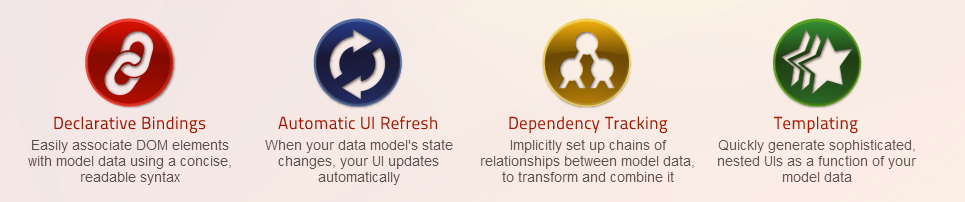 Declarative Bindings
Easily associate DOM elements
with model data using a concise,
readable syntax
Automatic UI Refresh
When your data model's state
changes, your UI updates
automatically
Dependency Tracking
Implicitly set up chains of
relationships between model data,
to transform and combine it
Templating
Quickly generate sophisticated,
nested UIs as a function of your
model data